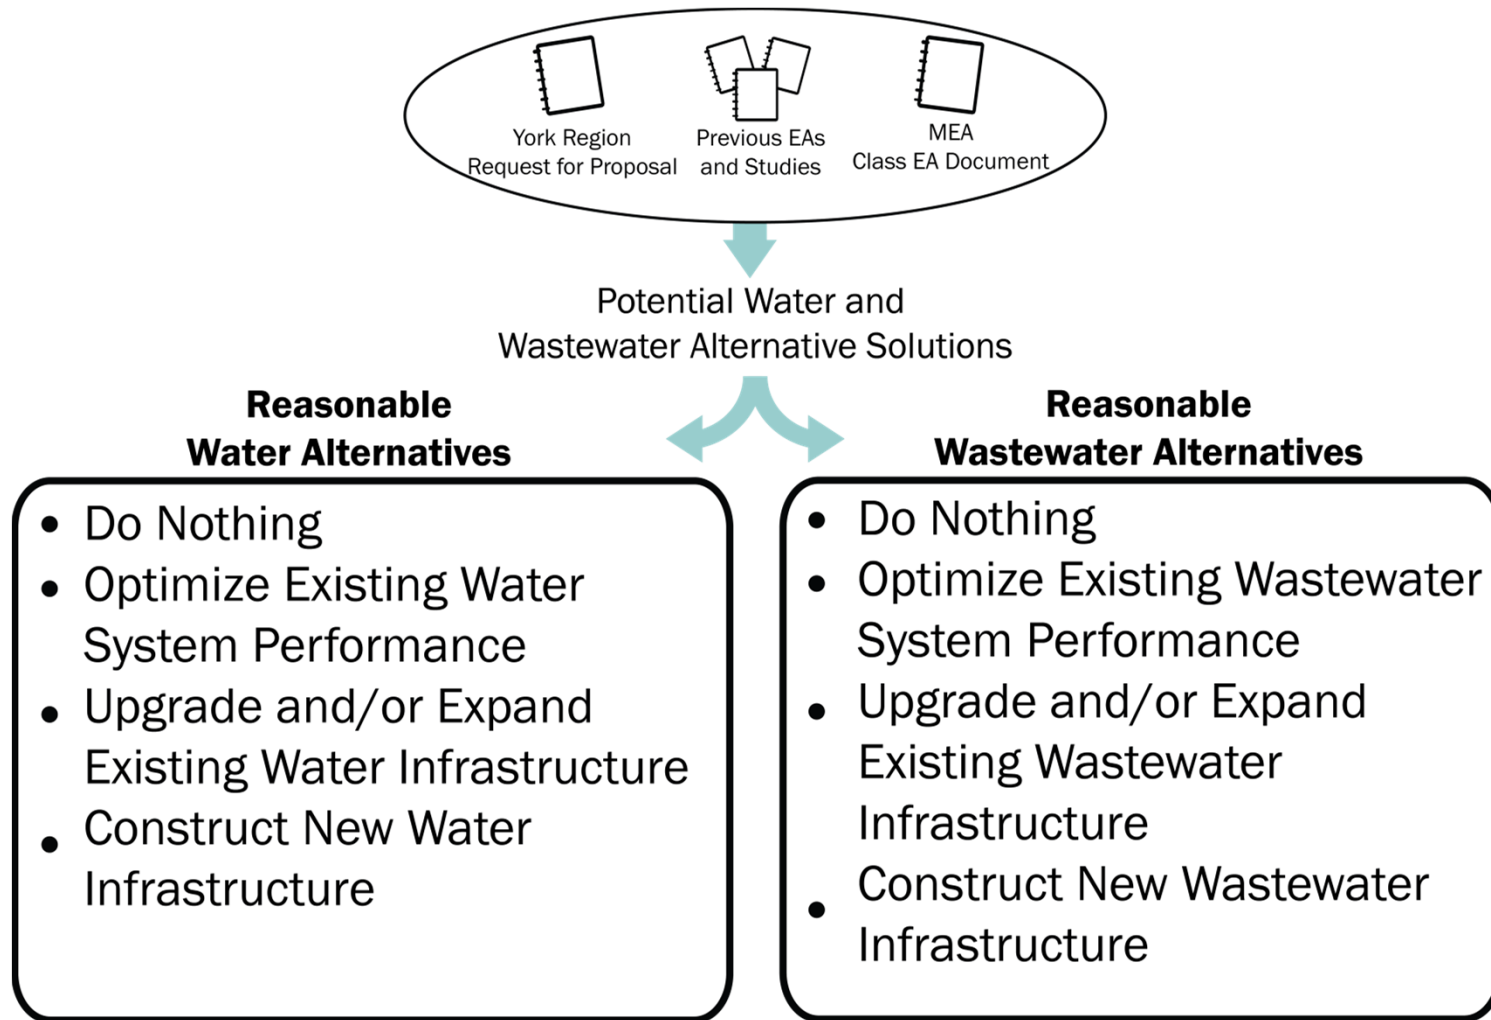 York Region
Request for Proposal
Previous EAs
and Studies
MEA
Class EA Document
Potential Water and
Wastewater Alternative Solutions
Reasonable
Water Alternatives
• Do Nothing
• Optimize Existing Water
System Performance
• Upgrade and/or Expand
Existing Water Infrastructure
• Construct New Water
Infrastructure
Reasonable
Wastewater Alternatives
• Do Nothing
• Optimize Existing Wastewater
System Performance
• Upgrade and/or Expand
Existing Wastewater
Infrastructure
• Construct New Wastewater
Infrastructure